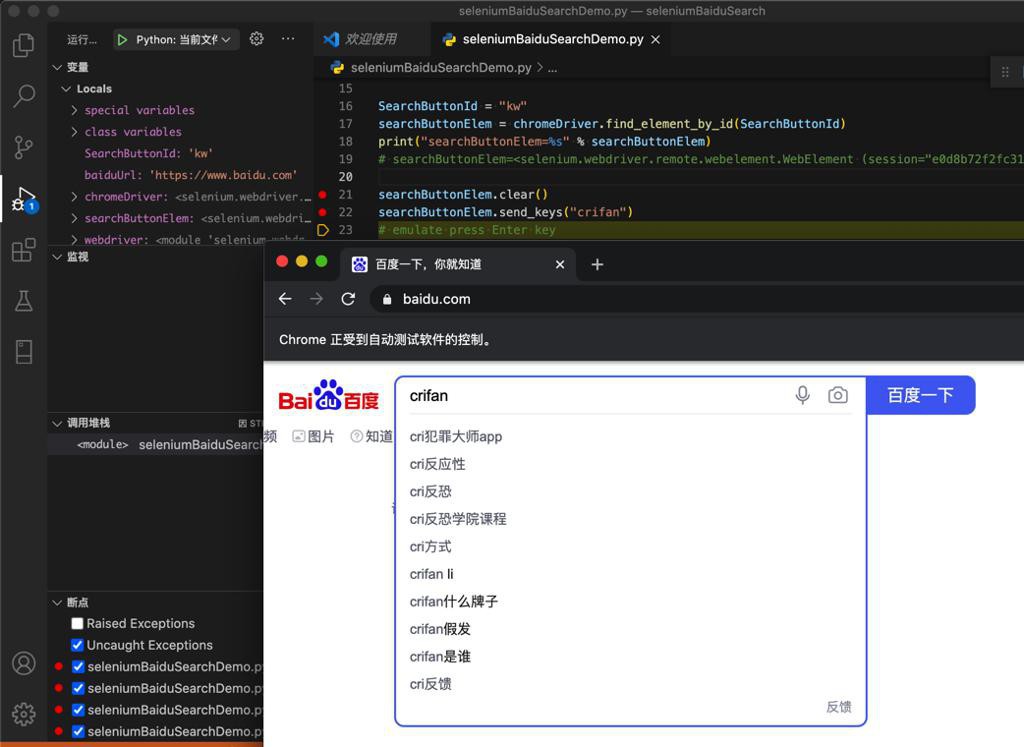 seleniumBaiduSearchDemo.py — seleniumBaiduSearch
运行...
Python: 当前文件
欢迎使用
seleniumBaiduSearchDemo.py
seleniumBaiduSearchDemo.py > ...
变量
Locals
special variables
class variables
SearchButtonId: 'kw'
baiduUrl: 'https://www.baidu.com'
chromeDriver: <selenium.webdriver...
searchButtonElem: <selenium.webdri...
webdriver: <module 'selenium.webdr...
监视
15
16 SearchButtonId = "kw"
17 searchButtonElem = chromeDriver.find_element_by_id(SearchButtonId)
18 print("searchButtonElem=%s" % searchButtonElem)
19 # searchButtonElem=<selenium.webdriver.remote.webelement.WebElement (session="e0d8b72f2fc31
20
21 searchButtonElem.clear()
22 searchButtonElem.send_keys("crifan")
23 # emulate press Enter key
1
百度一下，你就知道
baidu.com
Chrome 正受到自动测试软件的控制。
Bai du 百度
crifan
百度一下
频 图片 知道
cri犯罪大师app
cri反应性
cri反恐
cri反恐学院课程
cri方式
crifan li
crifan什么牌子
crifan假发
crifan是谁
cri反馈
反馈
调用堆栈
<module> seleniumBaiduSearch
断点
Raised Exceptions
Uncaught Exceptions
seleniumBaiduSearchDemo.p
seleniumBaiduSearchDemo.p
seleniumBaiduSearchDemo.p
seleniumBaiduSearchDemo.p